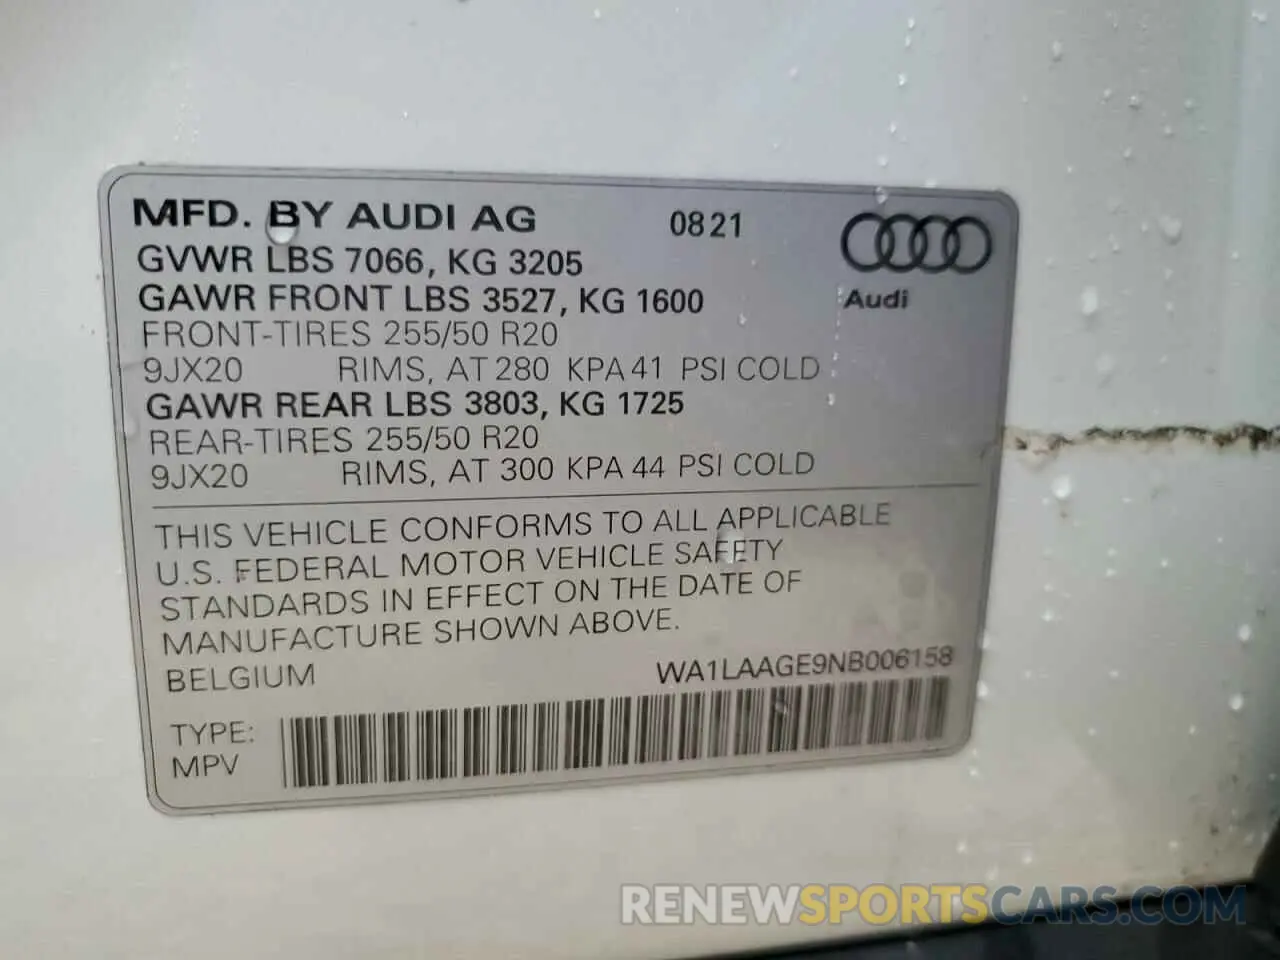 MFD. BY AUDI AG 0821
GVWR LBS 7066, KG 3205
GAWR FRONT LBS 3527, KG 1600
Audi
FRONT-TIRES 255/50 R20
9JX20 RIMS, AT 280 KPA 41 PSI COLD
GAWR REAR LBS 3803, KG 1725
REAR-TIRES 255/50 R20
9JX20 RIMS, AT 300 KPA 44 PSI COLD
THIS VEHICLE CONFORMS TO ALL APPLICABLE
U.S. FEDERAL MOTOR VEHICLE SAFETY
STANDARDS IN EFFECT ON THE DATE OF
MANUFACTURE SHOWN ABOVE.
BELGIUM WA1LAAGE9NB006158
TYPE:
MPV
RENEWSPORTSCARS.COM